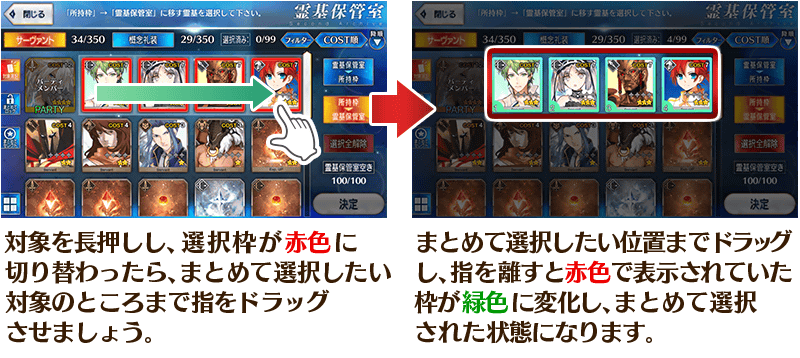 閉じる
「所持枠」→「霊基保管室」に移す霊基を選択して下さい。
霊基保管室
サーヴァント 34/350 概念礼装 29/350 選択済み: 0/99 フィルター COST順 降順
パーティメンバー
PARTY
COST 7
霊基保管室
所持枠
所持枠
霊基保管室
選択全解除
霊基保管室空き
100/100
決定
対象を長押しし、選択枠が赤色に
切り替わったら、まとめて選択したい
対象のところまで指をドラッグ
させましょう。
閉じる
「所持枠」→「霊基保管室」に移す霊基を選択して下さい。
霊基保管室
サーヴァント 34/350 概念礼装 29/350 選択済み: 4/99 フィルター COST順 降順
パーティメンバー
PARTY
霊基保管室
所持枠
所持枠
霊基保管室
選択全解除
霊基保管室空き
100/100
決定
まとめて選択したい位置までドラッグ
し、指を離すと赤色で表示されていた
枠が緑色に変化し、まとめて選択
された状態になります。